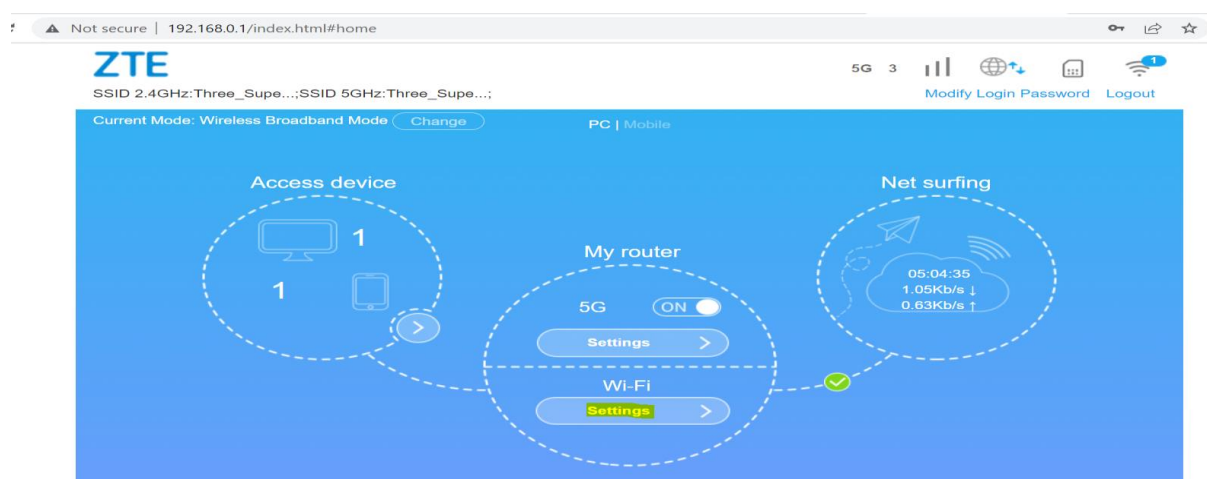 Not secure | 192.168.0.1/index.html#home
ZTE
5G 3
1
SSID 2.4GHz:Three_Supe...;SSID 5GHz:Three_Supe...;
Modify Login Password Logout
Current Mode: Wireless Broadband Mode Change
PC | Mobile
Access device
1
1
My router
5G ON
Settings
Wi-Fi
Settings
Net surfing
05:04:35
1.05Kb/s ↓
0.63Kb/s ↑